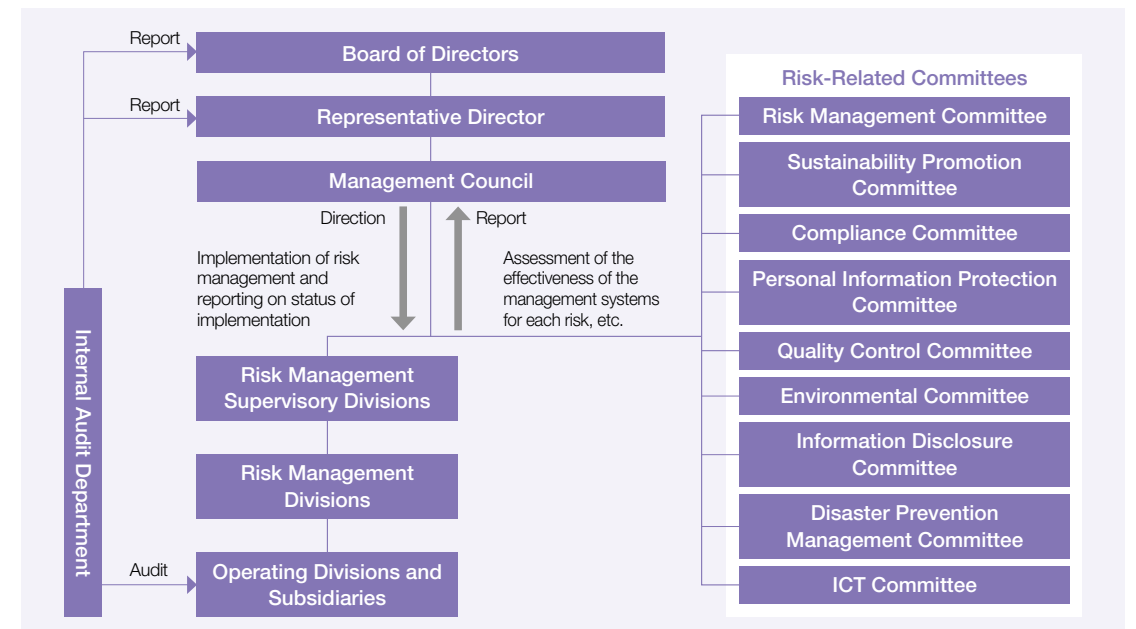 Report
Board of Directors
Report
Representative Director
Management Council
Direction
Report
Implementation of risk
management and
reporting on status of
implementation
Assessment of the
effectiveness of the
management systems
for each risk, etc.
Internal Audit Department
Risk Management
Supervisory Divisions
Risk Management
Divisions
Audit
Operating Divisions and
Subsidiaries
Risk-Related Committees
Risk Management Committee
Sustainability Promotion
Committee
Compliance Committee
Personal Information Protection
Committee
Quality Control Committee
Environmental Committee
Information Disclosure
Committee
Disaster Prevention
Management Committee
ICT Committee